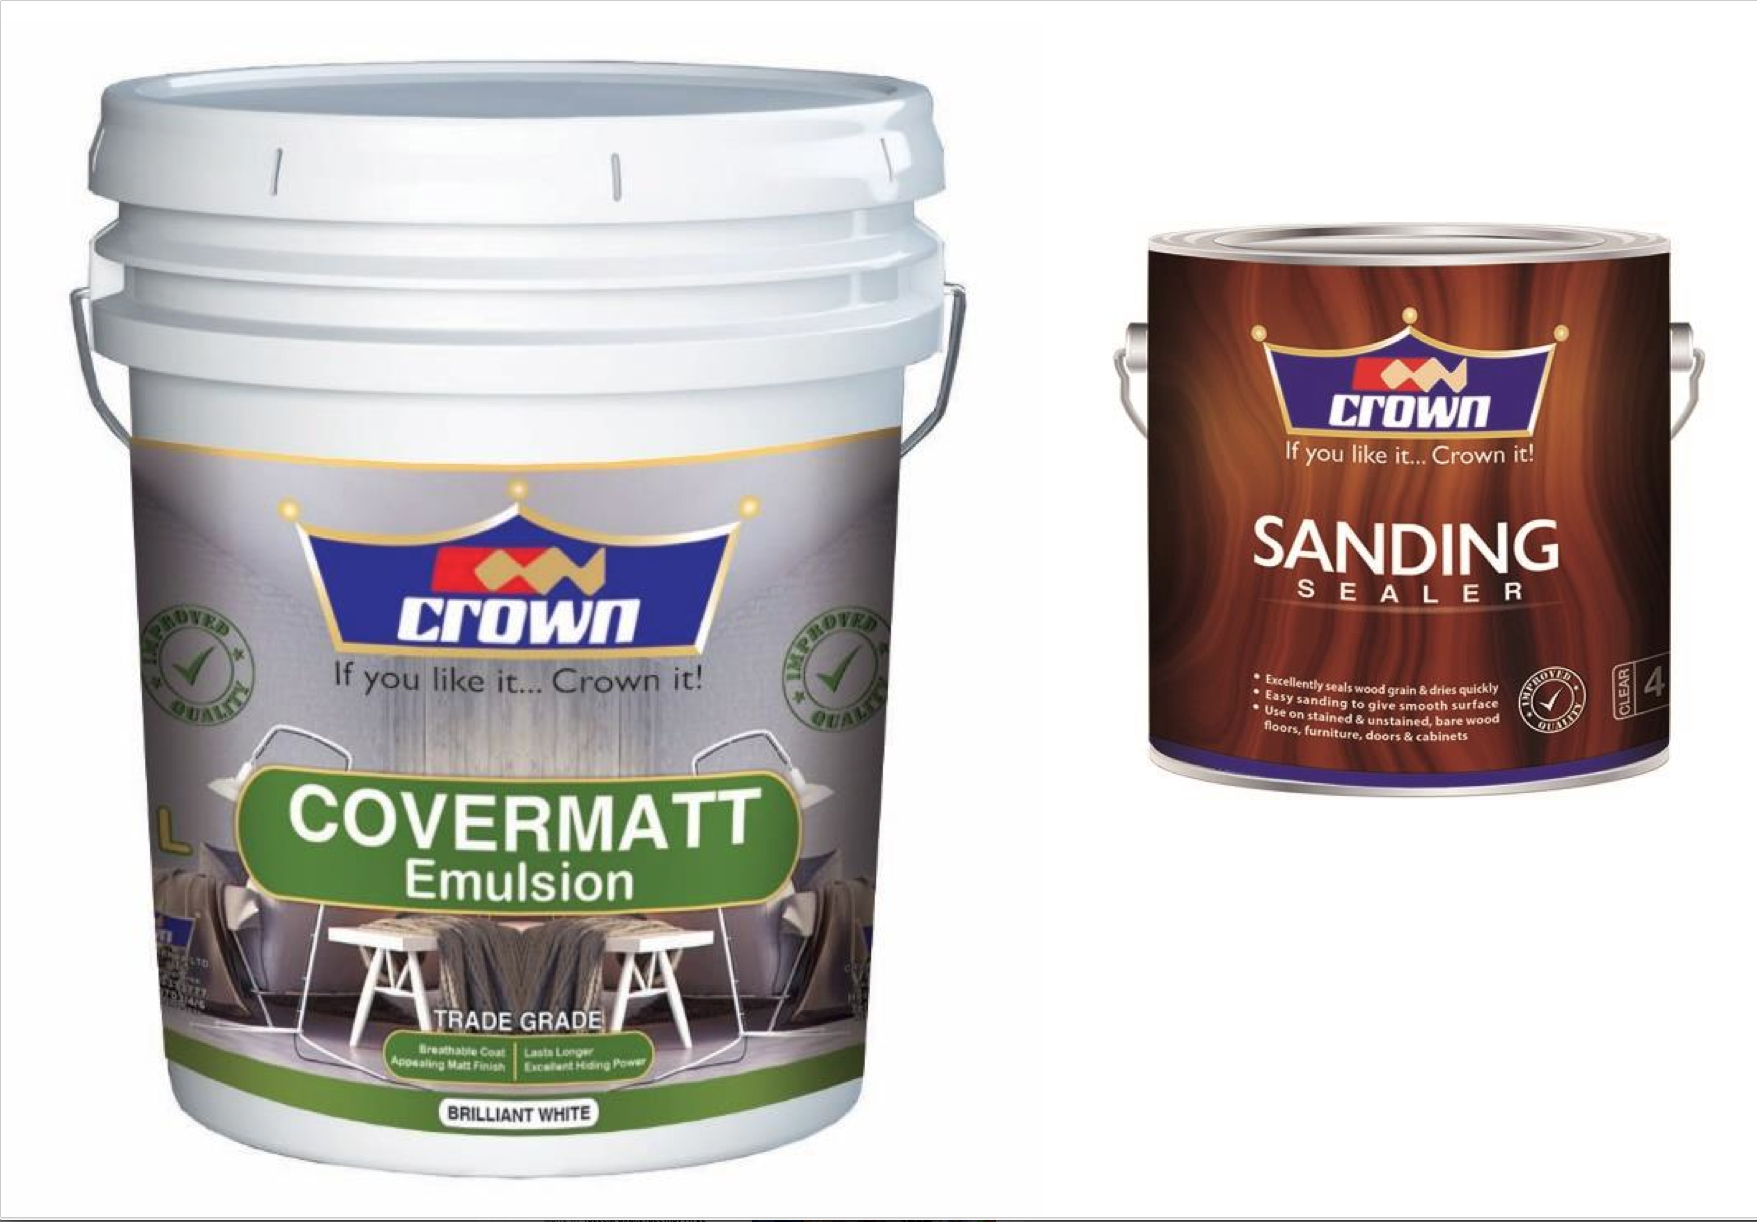 crown
If you like it... Crown it!
IMPROVED
QUALITY
IMPROVED
QUALITY
COVERMATT
Emulsion
L
TRADE GRADE
Breathable Coat
Appealing Matt Finish
Lasts Longer
Excellent Hiding Power
BRILLIANT WHITE
crown
If you like it... Crown it!
SANDING
SEALER
• Excellently seals wood grain & dries quickly
• Easy sanding to give smooth surface
• Use on stained & unstained, bare wood
floors, furniture, doors & cabinets
IMPROVED
QUALITY
CLEAR
4